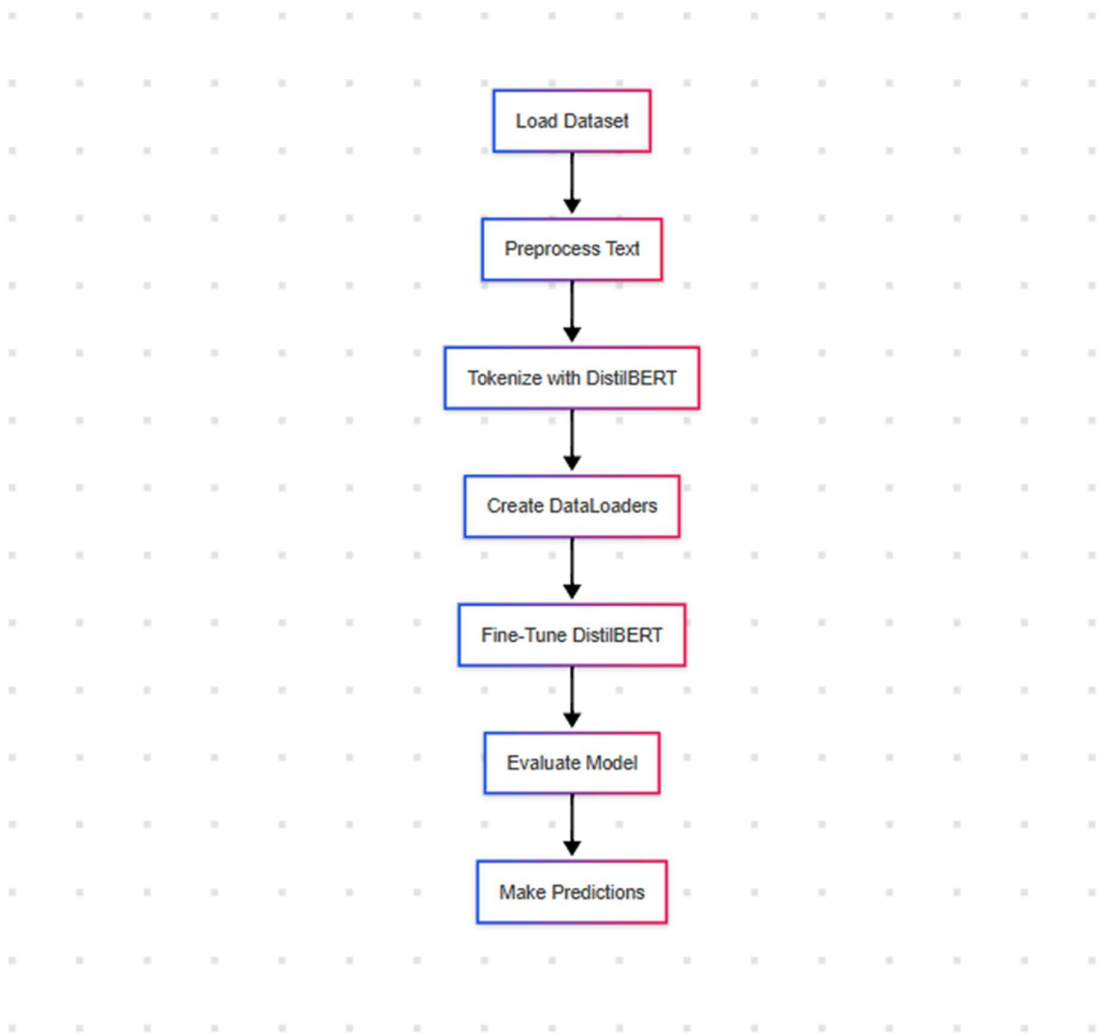 Load Dataset
Preprocess Text
Tokenize with DistilBERT
Create DataLoaders
Fine-Tune DistilBERT
Evaluate Model
Make Predictions